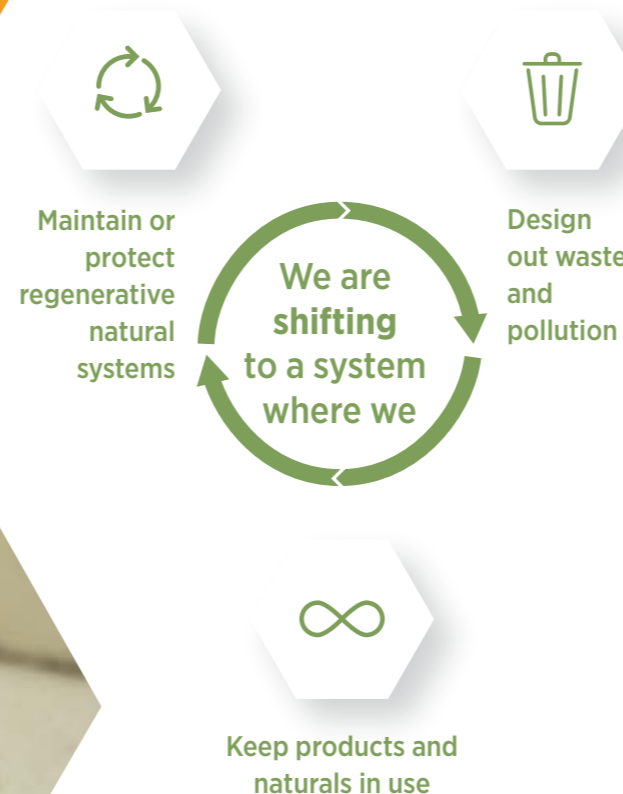 Maintain or
protect
regenerative
natural
systems
We are
shifting
to a system
where we
Design
out waste
and
pollution
Keep products and
naturals in use